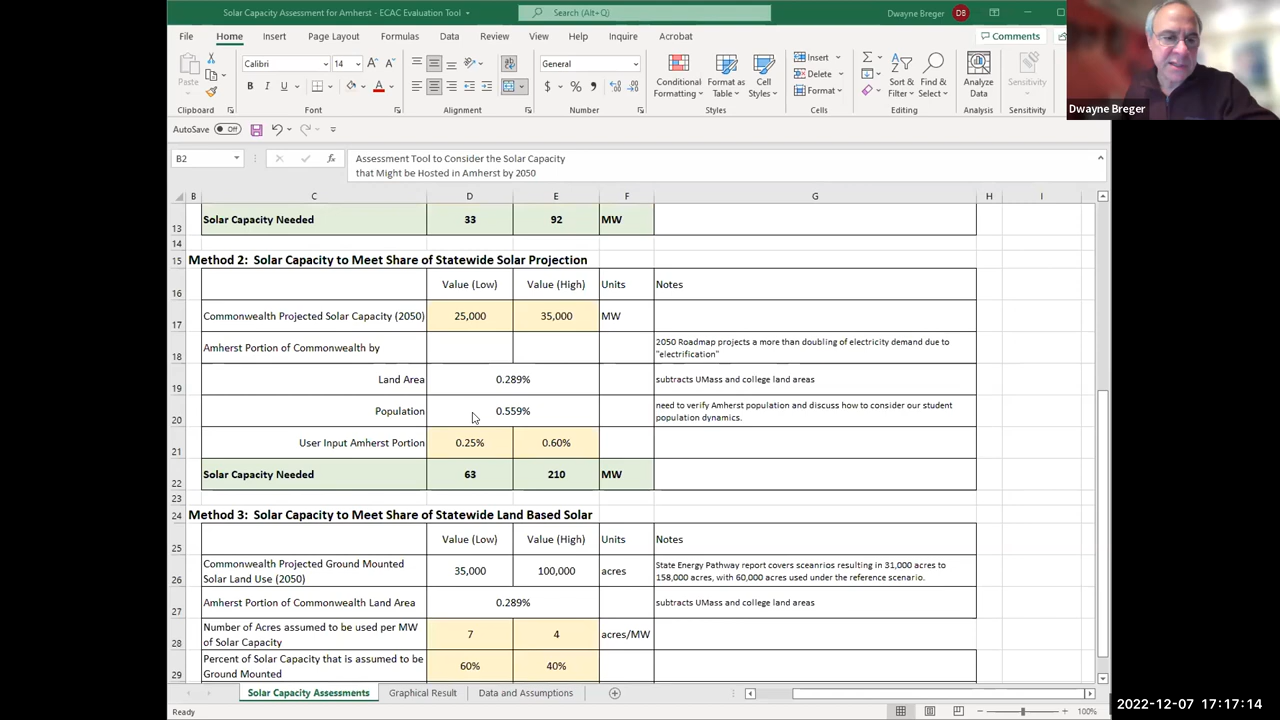 Solar Capacity Assessment for Amherst - ECAC Evaluation Tool
Search (Alt+Q)
Dwayne Breger
DB
File Home Insert Page Layout Formulas Data Review View Help Inquire Acrobat
Comments
Paste
Calibri 14
General
Insert
Delete
Format
Conditional Formatting
Format as Table
Cell Styles
Sort & Filter
Find & Select
Analyze Data
Sensitivity
Clipboard Font Alignment Number Styles Cells Editing Analysis Sensitivity
Dwayne Breger
AutoSave Off
B2
Assessment Tool to Consider the Solar Capacity
that Might be Hosted in Amherst by 2050
B C D E F G H I
13 Solar Capacity Needed 33 92 MW
14
15 Method 2: Solar Capacity to Meet Share of Statewide Solar Projection
16 Value (Low) Value (High) Units Notes
17 Commonwealth Projected Solar Capacity (2050) 25,000 35,000 MW
18 Amherst Portion of Commonwealth by
2050 Roadmap projects a more than doubling of electricity demand due to
"electrification"
19 Land Area 0.289% subtracts UMass and college land areas
20 Population 0.559%
need to verify Amherst population and discuss how to consider our student
population dynamics.
21 User Input Amherst Portion 0.25% 0.60%
22 Solar Capacity Needed 63 210 MW
23
24 Method 3: Solar Capacity to Meet Share of Statewide Land Based Solar
25 Value (Low) Value (High) Units Notes
26 Commonwealth Projected Ground Mounted
Solar Land Use (2050)
35,000 100,000 acres
State Energy Pathway report covers sceanrios resulting in 31,000 acres to
158,000 acres, with 60,000 acres used under the reference scenario.
27 Amherst Portion of Commonwealth Land Area 0.289% subtracts UMass and college land areas
28 Number of Acres assumed to be used per MW
of Solar Capacity
7 4 acres/MW
29 Percent of Solar Capacity that is assumed to be
Ground Mounted
60% 40%
Solar Capacity Assessments Graphical Result Data and Assumptions
Ready
100%
2022-12-07 17:17:14